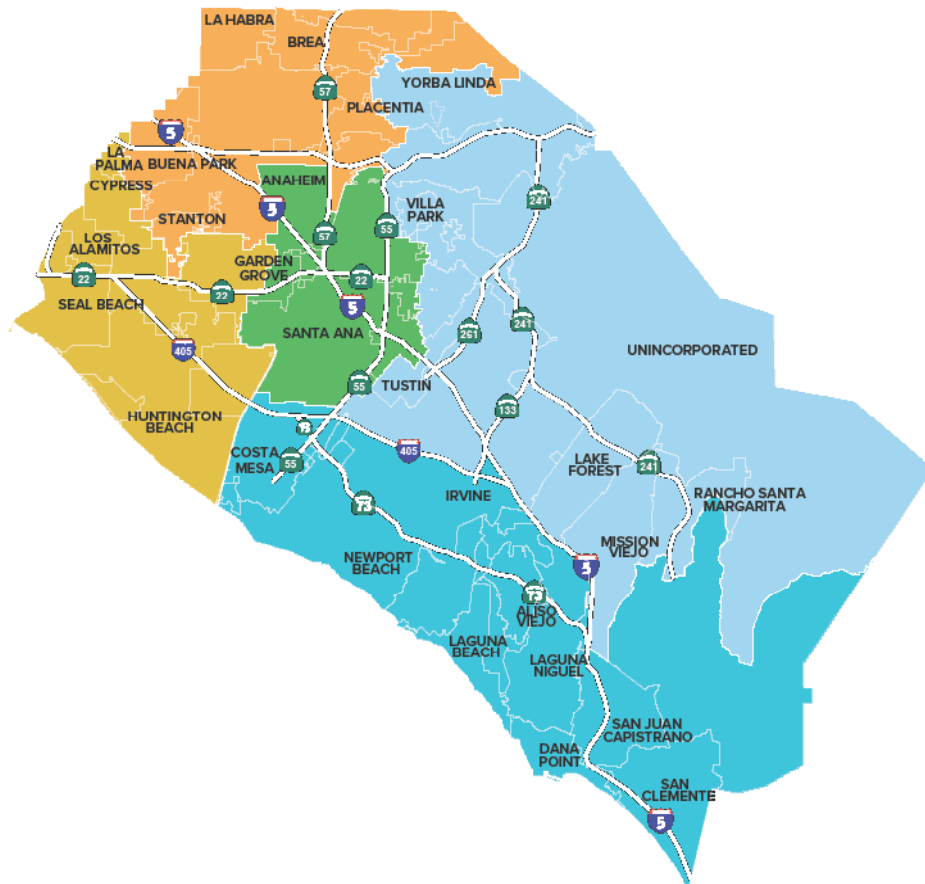 LA HABRA
BREA
57
YORBA LINDA
PLACENTIA
5
LA
PALMA
BUENA PARK
CYPRESS
ANAHEIM
241
VILLA
PARK
5
STANTON
57
55
LOS
ALAMITOS
GARDEN
GROVE
22
22
22
SEAL BEACH
5
241
SANTA ANA
261
405
UNINCORPORATED
TUSTIN
55
133
HUNTINGTON
BEACH
73
COSTA
MESA
55
405
LAKE
FOREST
241
IRVINE
RANCHO SANTA
MARGARITA
73
MISSION
VIEJO
NEWPORT
BEACH
5
73
ALISO
VIEJO
LAGUNA
BEACH
LAGUNA
NIGUEL
SAN JUAN
CAPISTRANO
DANA
POINT
SAN
CLEMENTE
5